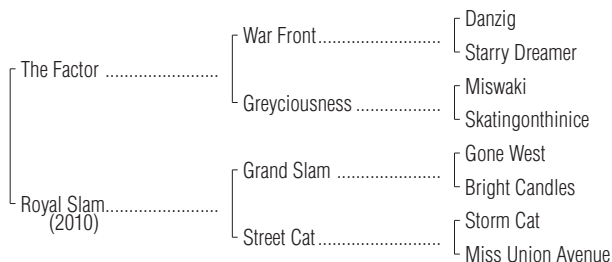 Danzig
War Front..............................
Starry Dreamer
The Factor ...........................
Miswaki
Greyciousness ....................
Skatingonthinice
Gone West
Grand Slam .........................
Bright Candles
Royal Slam...........................
(2010)
Storm Cat
Street Cat..............................
Miss Union Avenue